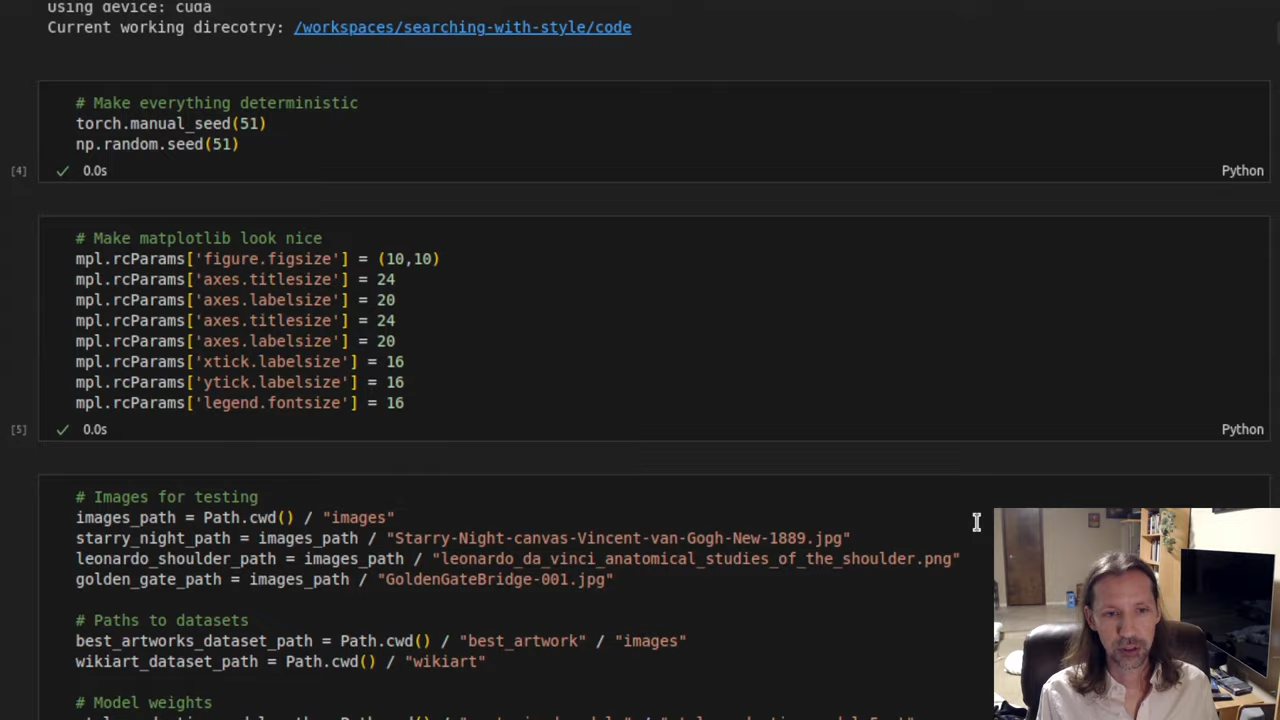 Using device: cuda
Current working direcotry: /workspaces/searching-with-style/code
# Make everything deterministic
torch.manual_seed(51)
np.random.seed(51)
[4]
✓ 0.0s
Python
# Make matplotlib look nice
mpl.rcParams['figure.figsize'] = (10,10)
mpl.rcParams['axes.titlesize'] = 24
mpl.rcParams['axes.labelsize'] = 20
mpl.rcParams['axes.titlesize'] = 24
mpl.rcParams['axes.labelsize'] = 20
mpl.rcParams['xtick.labelsize'] = 16
mpl.rcParams['ytick.labelsize'] = 16
mpl.rcParams['legend.fontsize'] = 16
[5]
✓ 0.0s
Python
# Images for testing
images_path = Path.cwd() / "images"
starry_night_path = images_path / "Starry-Night-canvas-Vincent-van-Gogh-New-1889.jpg"
leonardo_shoulder_path = images_path / "leonardo_da_vinci_anatomical_studies_of_the_shoulder.png"
golden_gate_path = images_path / "GoldenGateBridge-001.jpg"
# Paths to datasets
best_artworks_dataset_path = Path.cwd() / "best_artwork" / "images"
wikiart_dataset_path = Path.cwd() / "wikiart"
# Model weights